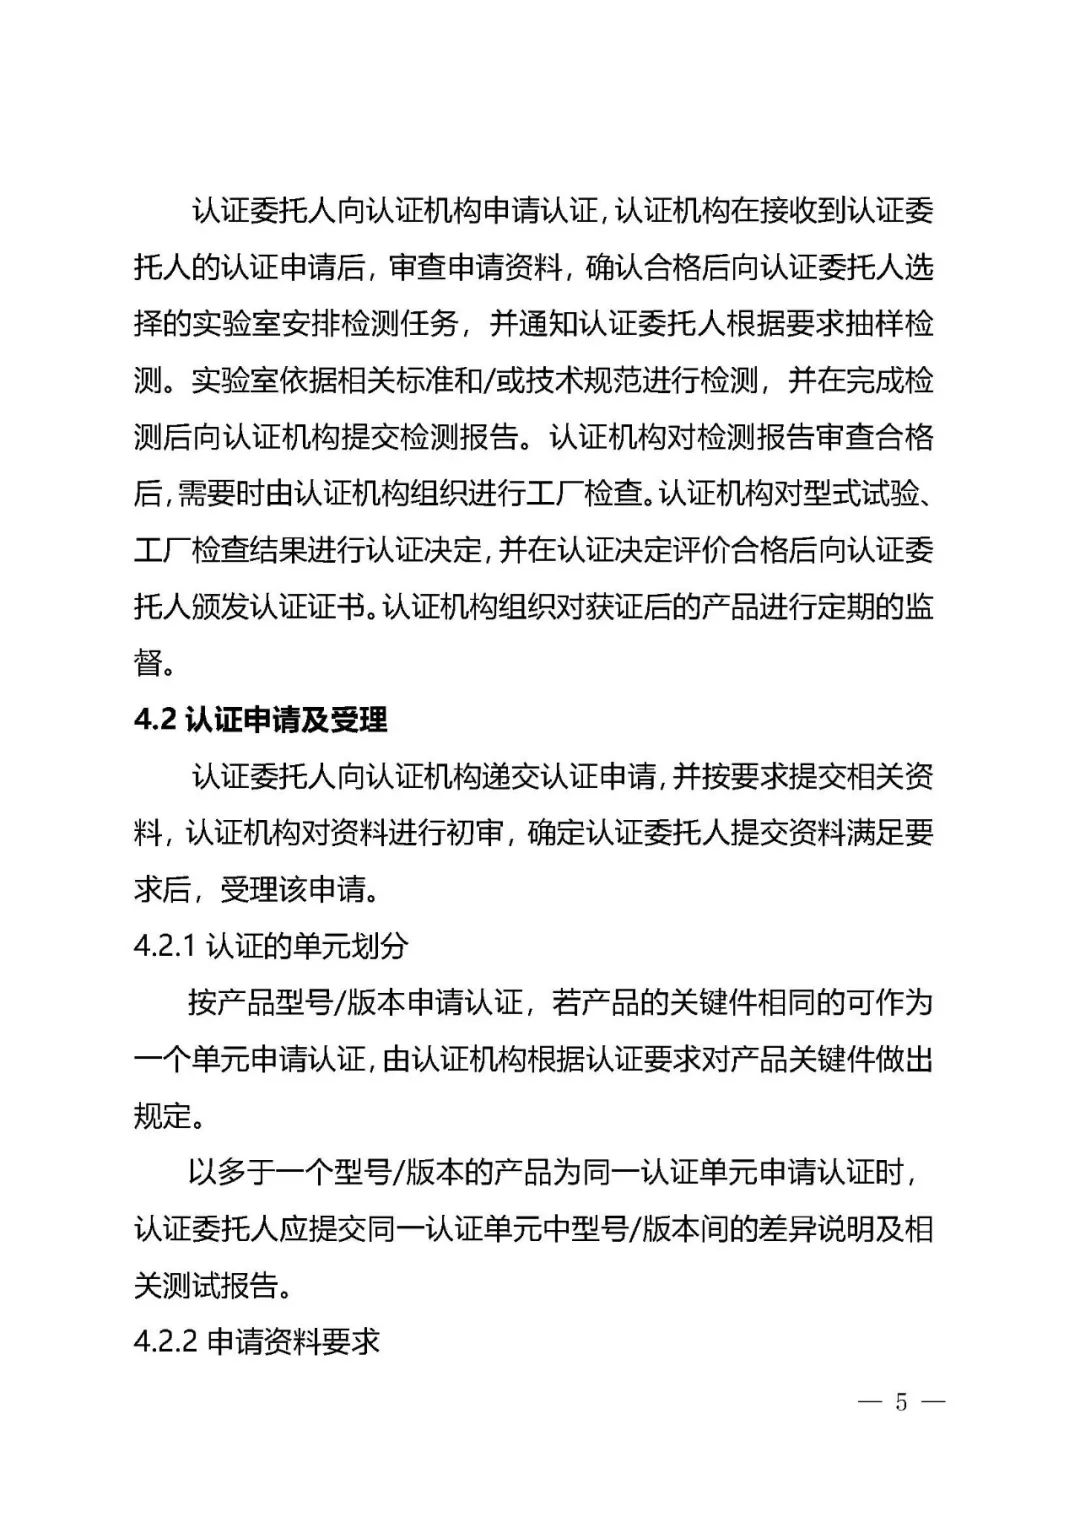 认证委托人向认证机构申请认证，认证机构在接收到认证委
托人的认证申请后，审查申请资料，确认合格后向认证委托人选
择的实验室安排检测任务，并通知认证委托人根据要求抽样检
测。实验室依据相关标准和/或技术规范进行检测，并在完成检
测后向认证机构提交检测报告。认证机构对检测报告审查合格
后，需要时由认证机构组织进行工厂检查。认证机构对型式试验、
工厂检查结果进行认证决定，并在认证决定评价合格后向认证委
托人颁发认证证书。认证机构组织对获证后的产品进行定期的监
督。
4.2 认证申请及受理
认证委托人向认证机构递交认证申请，并按要求提交相关资
料，认证机构对资料进行初审，确定认证委托人提交资料满足要
求后，受理该申请。
4.2.1 认证的单元划分
按产品型号/版本申请认证，若产品的关键件相同的可作为
一个单元申请认证，由认证机构根据认证要求对产品关键件做出
规定。
以多于一个型号/版本的产品为同一认证单元申请认证时，
认证委托人应提交同一认证单元中型号/版本间的差异说明及相
关测试报告。
4.2.2 申请资料要求
— 5 —